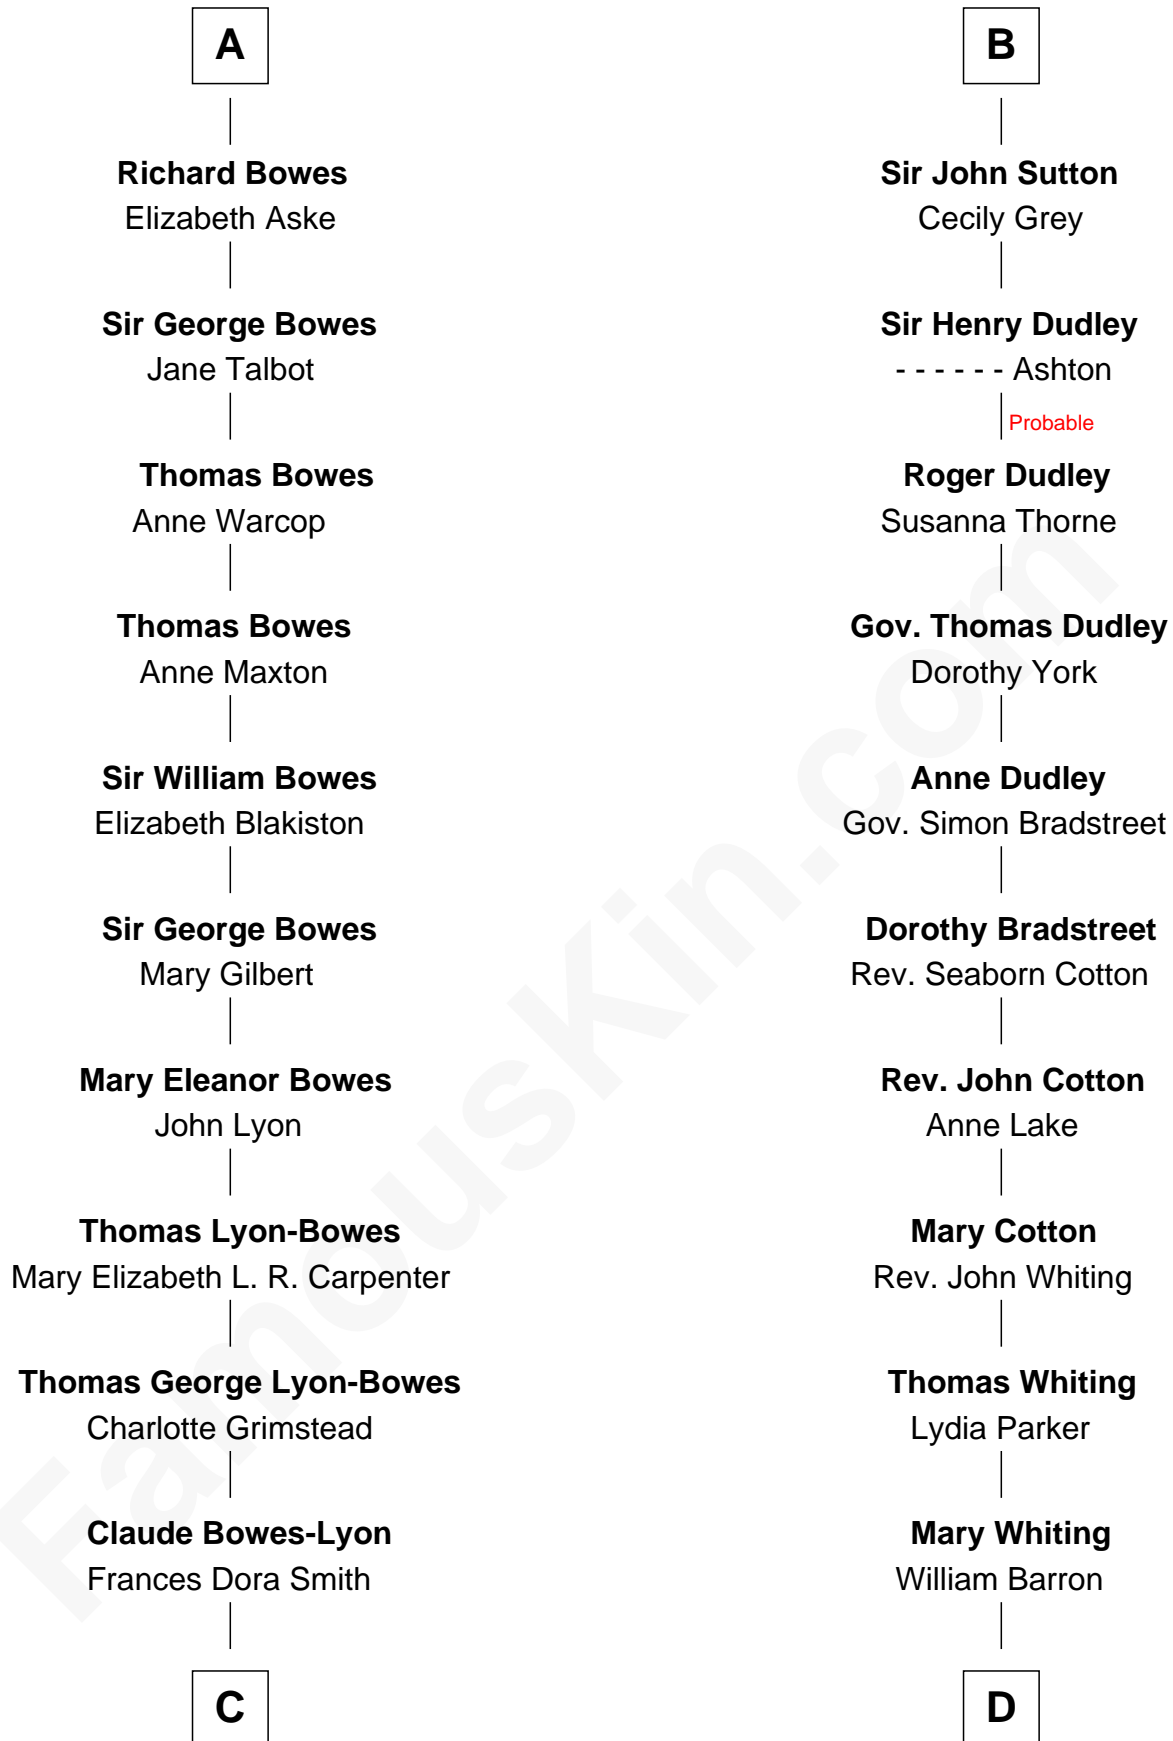 A
Richard Bowes
Elizabeth Aske
Sir George Bowes
Jane Talbot
Thomas Bowes
Anne Warcop
Thomas Bowes
Anne Maxton
Sir William Bowes
Elizabeth Blakiston
Sir George Bowes
Mary Gilbert
Mary Eleanor Bowes
John Lyon
Thomas Lyon-Bowes
Mary Elizabeth L. R. Carpenter
Thomas George Lyon-Bowes
Charlotte Grimstead
Claude Bowes-Lyon
Frances Dora Smith
C
B
Sir John Sutton
Cecily Grey
Sir Henry Dudley
- - - - - - Ashton
Probable
Roger Dudley
Susanna Thorne
Gov. Thomas Dudley
Dorothy York
Anne Dudley
Gov. Simon Bradstreet
Dorothy Bradstreet
Rev. Seaborn Cotton
Rev. John Cotton
Anne Lake
Mary Cotton
Rev. John Whiting
Thomas Whiting
Lydia Parker
Mary Whiting
William Barron
D
FamousKin.com